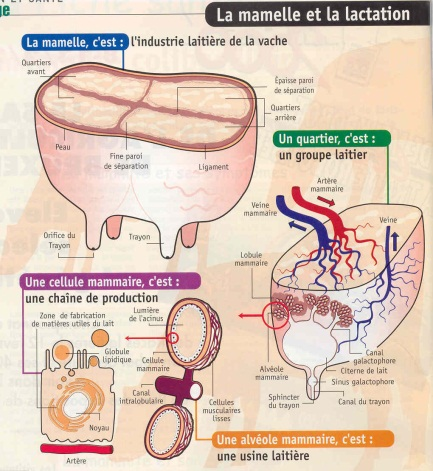 ge
La mamelle et la lactation
La mamelle, c'est : l'industrie laitière de la vache
Quartiers
avant
Épaisse paroi
de séparation
Quartiers
arrière
Peau
Fine paroi
de séparation
Ligament
Orifice du
Trayon
Trayon
Un quartier, c'est :
un groupe laitier
Artère
mammaire
Veine
mammaire
Veine
Lobule
mammaire
Alvéole
mammaire
Canal
galactophore
Citerne de lait
Sinus galactophore
Sphincter
du trayon
Canal du trayon
Une cellule mammaire, c'est :
une chaîne de production
Zone de fabrication
de matières utiles du lait
Lumière
de l'acinus
Globule
lipidique
Cellule
mammaire
Canal
intralobulaire
Noyau
Cellules
musculaires
lisses
Artère
Une alvéole mammaire, c'est :
une usine laitière